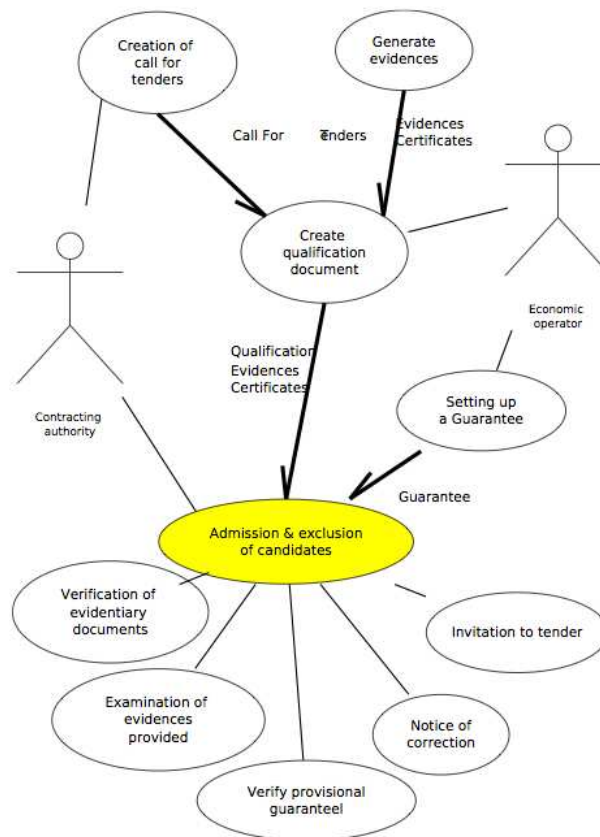 Creation of
call for
tenders
Generate
evidences
Call For Tenders
Evidences
Certificates
Create
qualification
document
Economic
operator
Qualification
Evidences
Certificates
Setting up
a Guarantee
Contracting
authority
Guarantee
Admission & exclusion
of candidates
Verification of
evidentiary
documents
Invitation to tender
Examination of
evidences
provided
Notice of
correction
Verify provisional
guaranteel